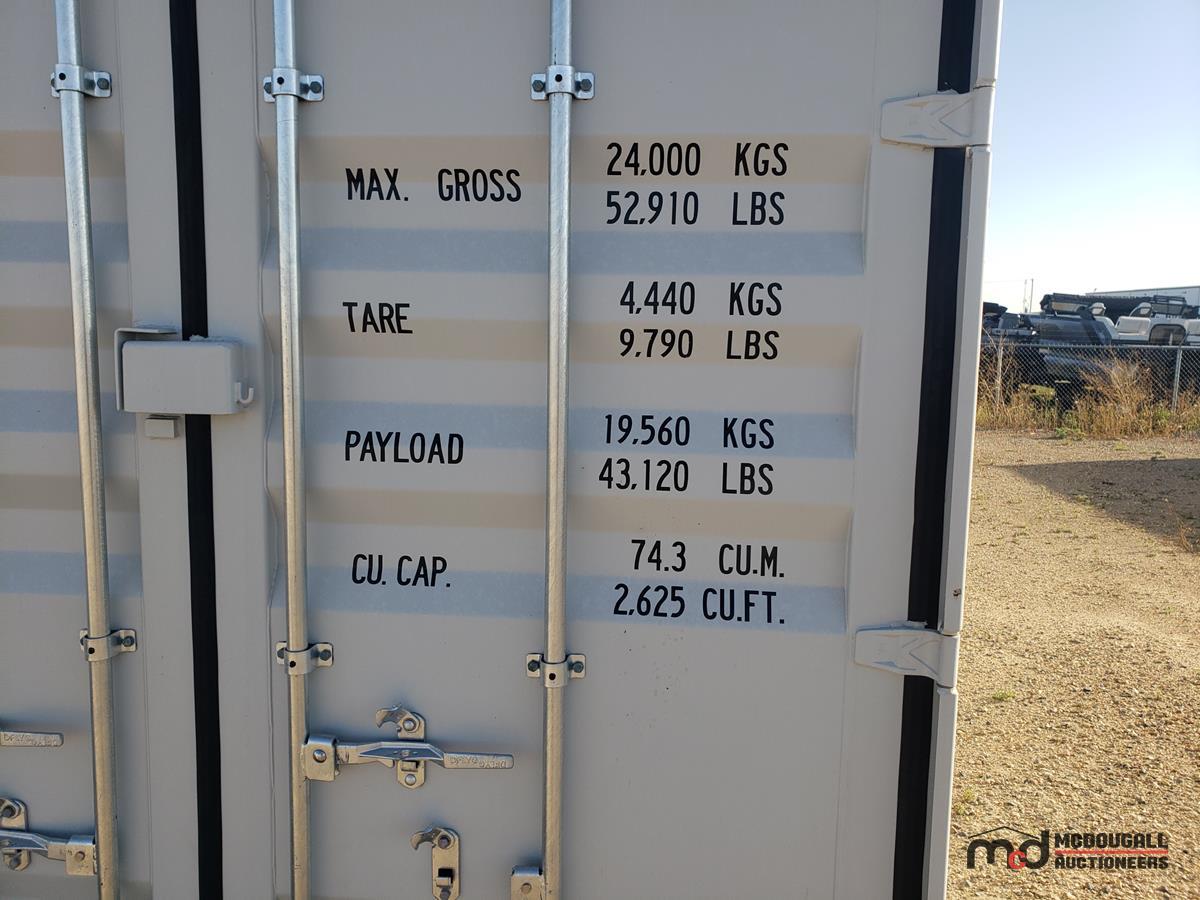 MAX. GROSS 24,000 KGS
52,910 LBS
TARE 4,440 KGS
9,790 LBS
PAYLOAD 19,560 KGS
43,120 LBS
CU. CAP. 74.3 CU.M.
2,625 CU.FT.
mcd MCDOUGALL
AUCTIONEERS